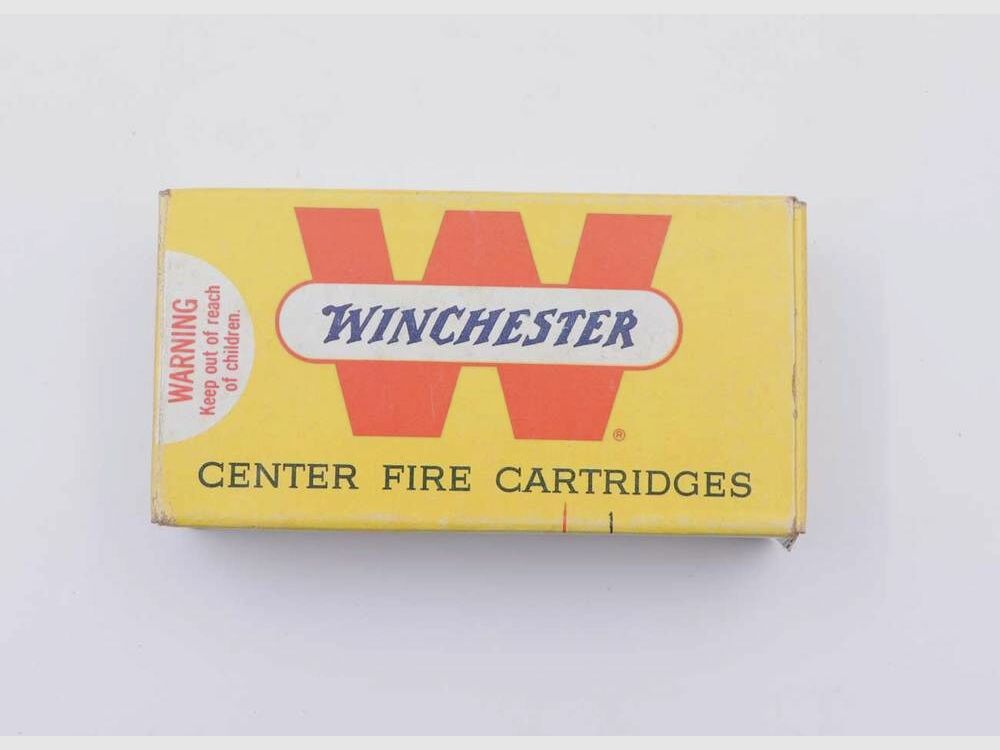 WINCHESTER
®
CENTER FIRE CARTRIDGES
WARNING
Keep out of reach
of children.